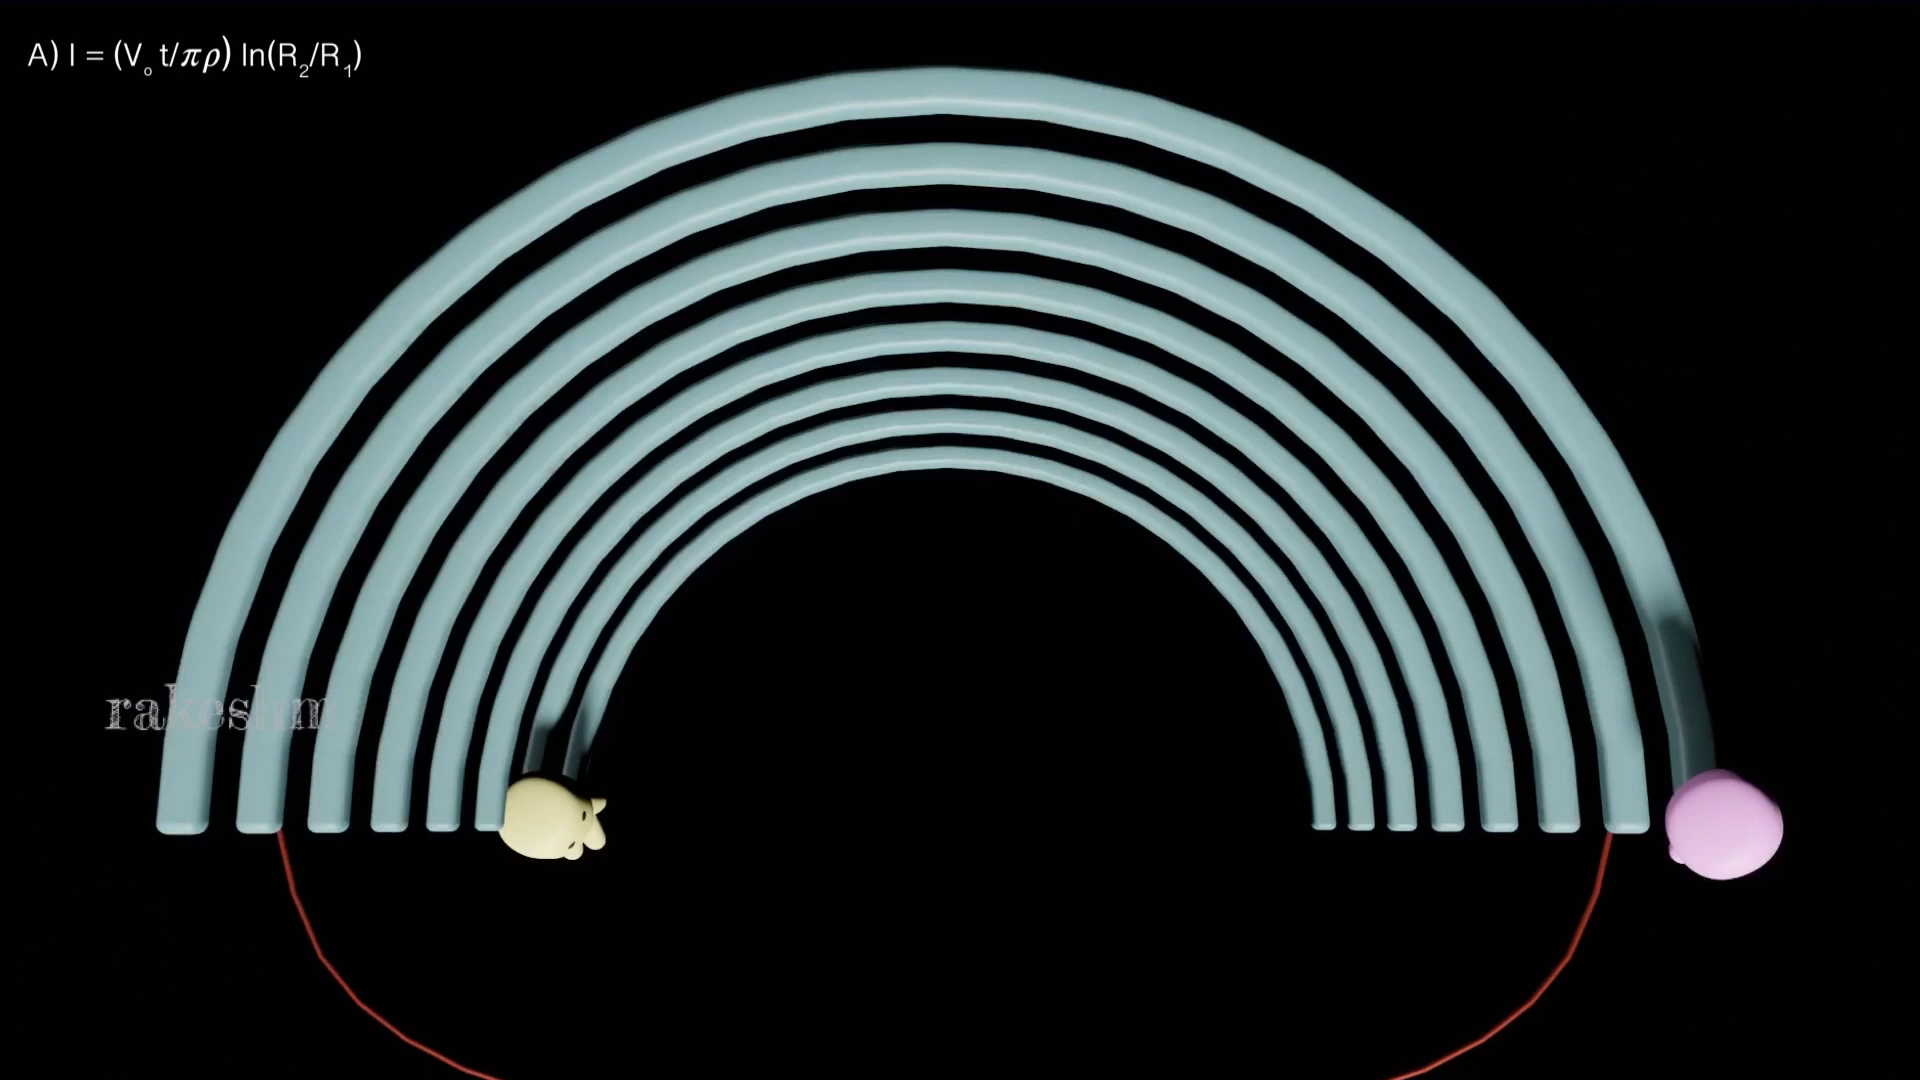 A) I = (V₀ t/πρ) ln(R₂/R₁)
rakeshm